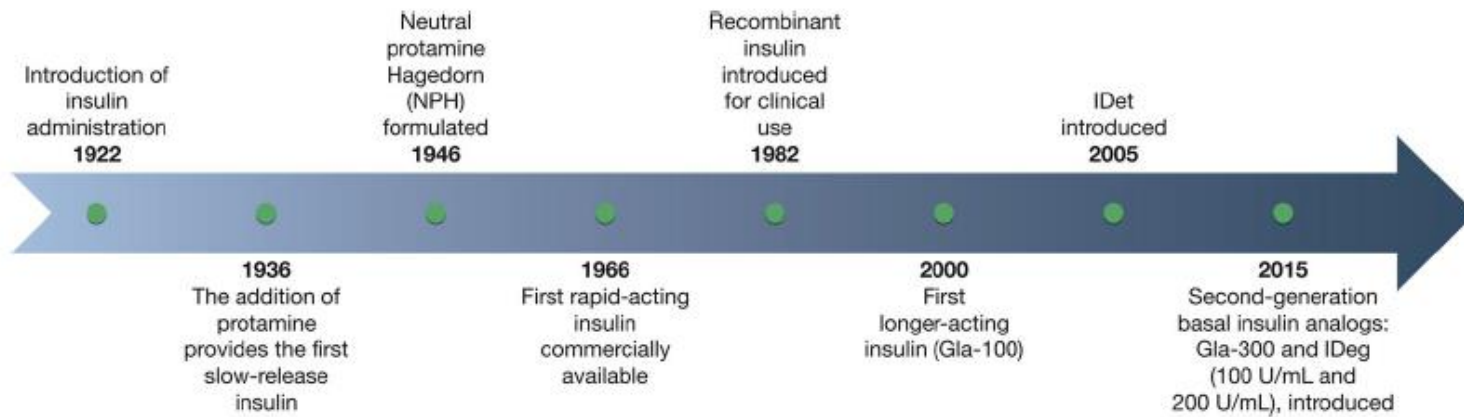 Introduction of
insulin
administration
1922
1936
The addition of
protamine
provides the first
slow-release
insulin
Neutral
protamine
Hagedorn
(NPH)
formulated
1946
1966
First rapid-acting
insulin
commercially
available
Recombinant
insulin
introduced
for clinical
use
1982
2000
First
longer-acting
insulin (Gla-100)
IDet
introduced
2005
2015
Second-generation
basal insulin analogs:
Gla-300 and IDeg
(100 U/mL and
200 U/mL), introduced